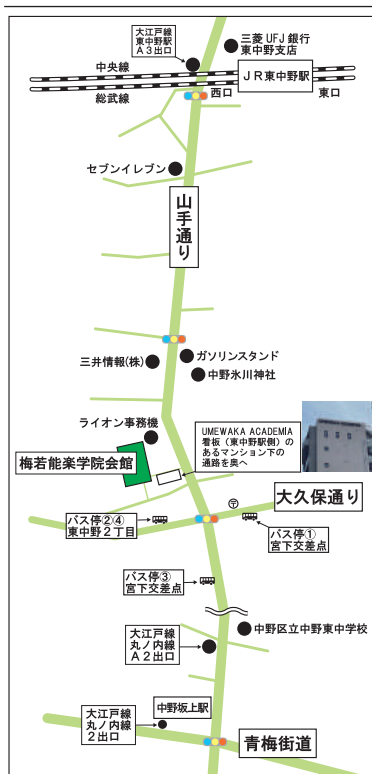 大江戸線
東中野駅
A3出口
三菱UFJ銀行
東中野支店
中央線
JR東中野駅
総武線
西口
東口
セブンイレブン
山手通り
ガソリンスタンド
三井情報(株)
中野氷川神社
ライオン事務機
UMEWAKA ACADEMIA
看板（東中野駅側）の
あるマンション下の
通路を奥へ
梅若能楽学院会館
大久保通り
〒
バス停②④
東中野2丁目
バス停①
宮下交差点
バス停③
宮下交差点
中野区立中野東中学校
大江戸線
丸ノ内線
A2出口
中野坂上駅
大江戸線
丸ノ内線
2出口
青梅街道